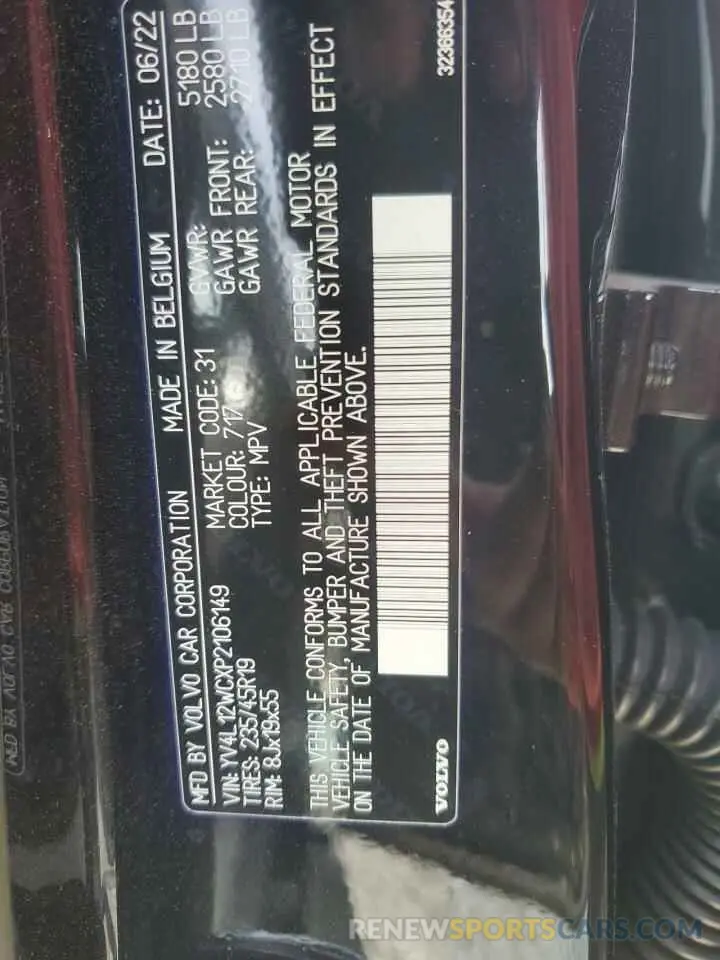 MFD BY VOLVO CAR CORPORATION MADE IN BELGIUM DATE: 06/22
VIN: YV4L12WCXP2106149 MARKET CODE: 31 GVWR: 5180 LB
TIRES: 235/45R19 COLOUR: 717 GAWR FRONT: 2580 LB
RIM: 8Jx19x55 TYPE: MPV GAWR REAR: 2710 LB
THIS VEHICLE CONFORMS TO ALL APPLICABLE FEDERAL MOTOR
VEHICLE SAFETY, BUMPER AND THEFT PREVENTION STANDARDS IN EFFECT
ON THE DATE OF MANUFACTURE SHOWN ABOVE.
VOLVO 32366354
RENEWSPORTSCARS.COM